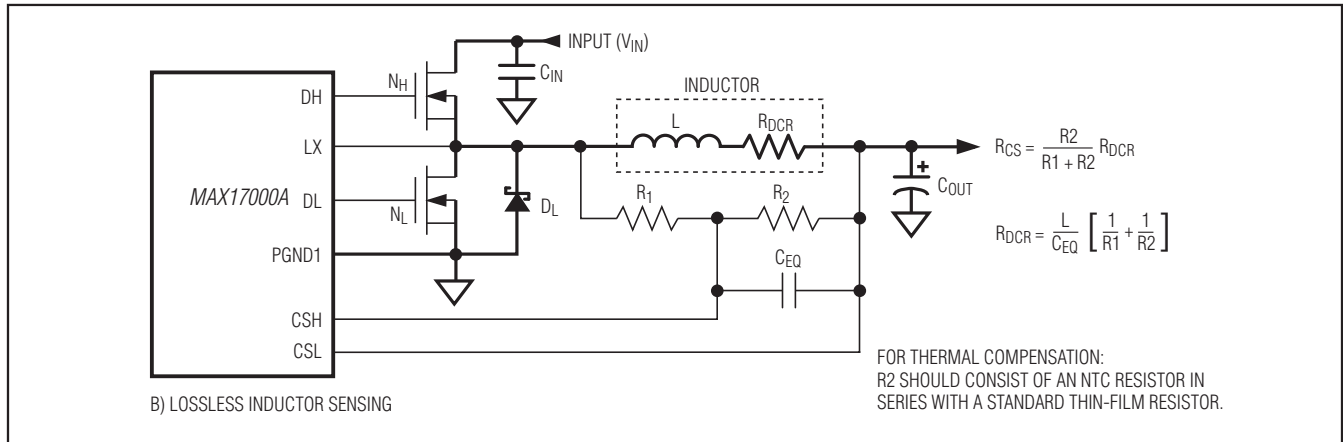 INPUT (VIN)
CIN
NH
DH
INDUCTOR
L
RDCR
LX
RCS = R2 / (R1 + R2) RDCR
COUT
+
MAX17000A
DL
NL
DL
R1
R2
RDCR = L / CEQ [ 1 / R1 + 1 / R2 ]
PGND1
CEQ
CSH
CSL
FOR THERMAL COMPENSATION:
R2 SHOULD CONSIST OF AN NTC RESISTOR IN
SERIES WITH A STANDARD THIN-FILM RESISTOR.
B) LOSSLESS INDUCTOR SENSING